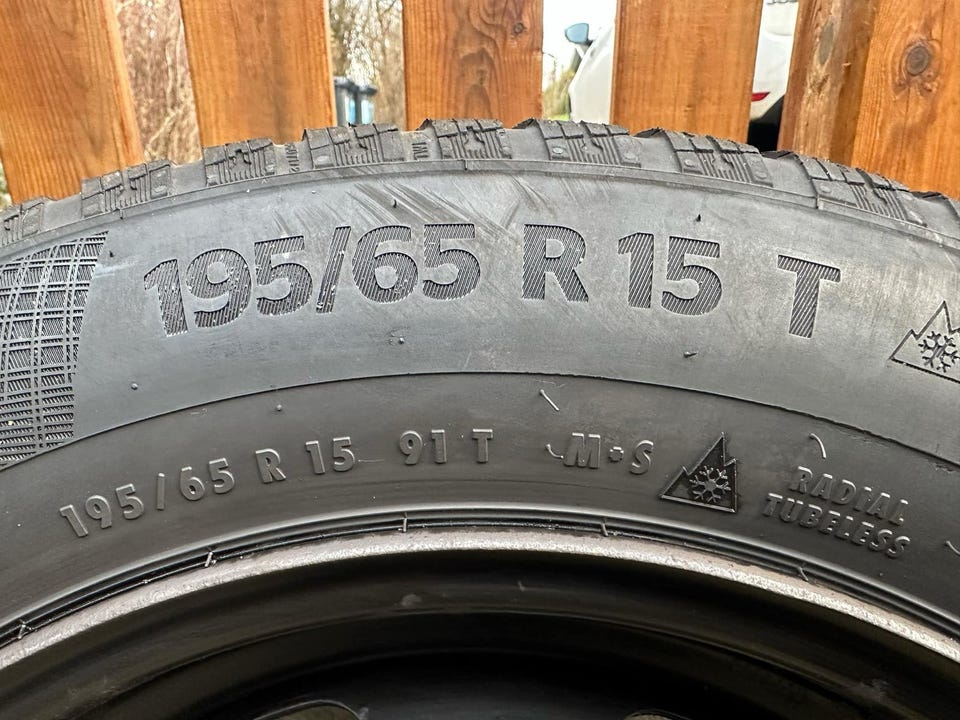 195/65 R 15 T
195/65 R 15 91 T M+S
RADIAL
TUBELESS